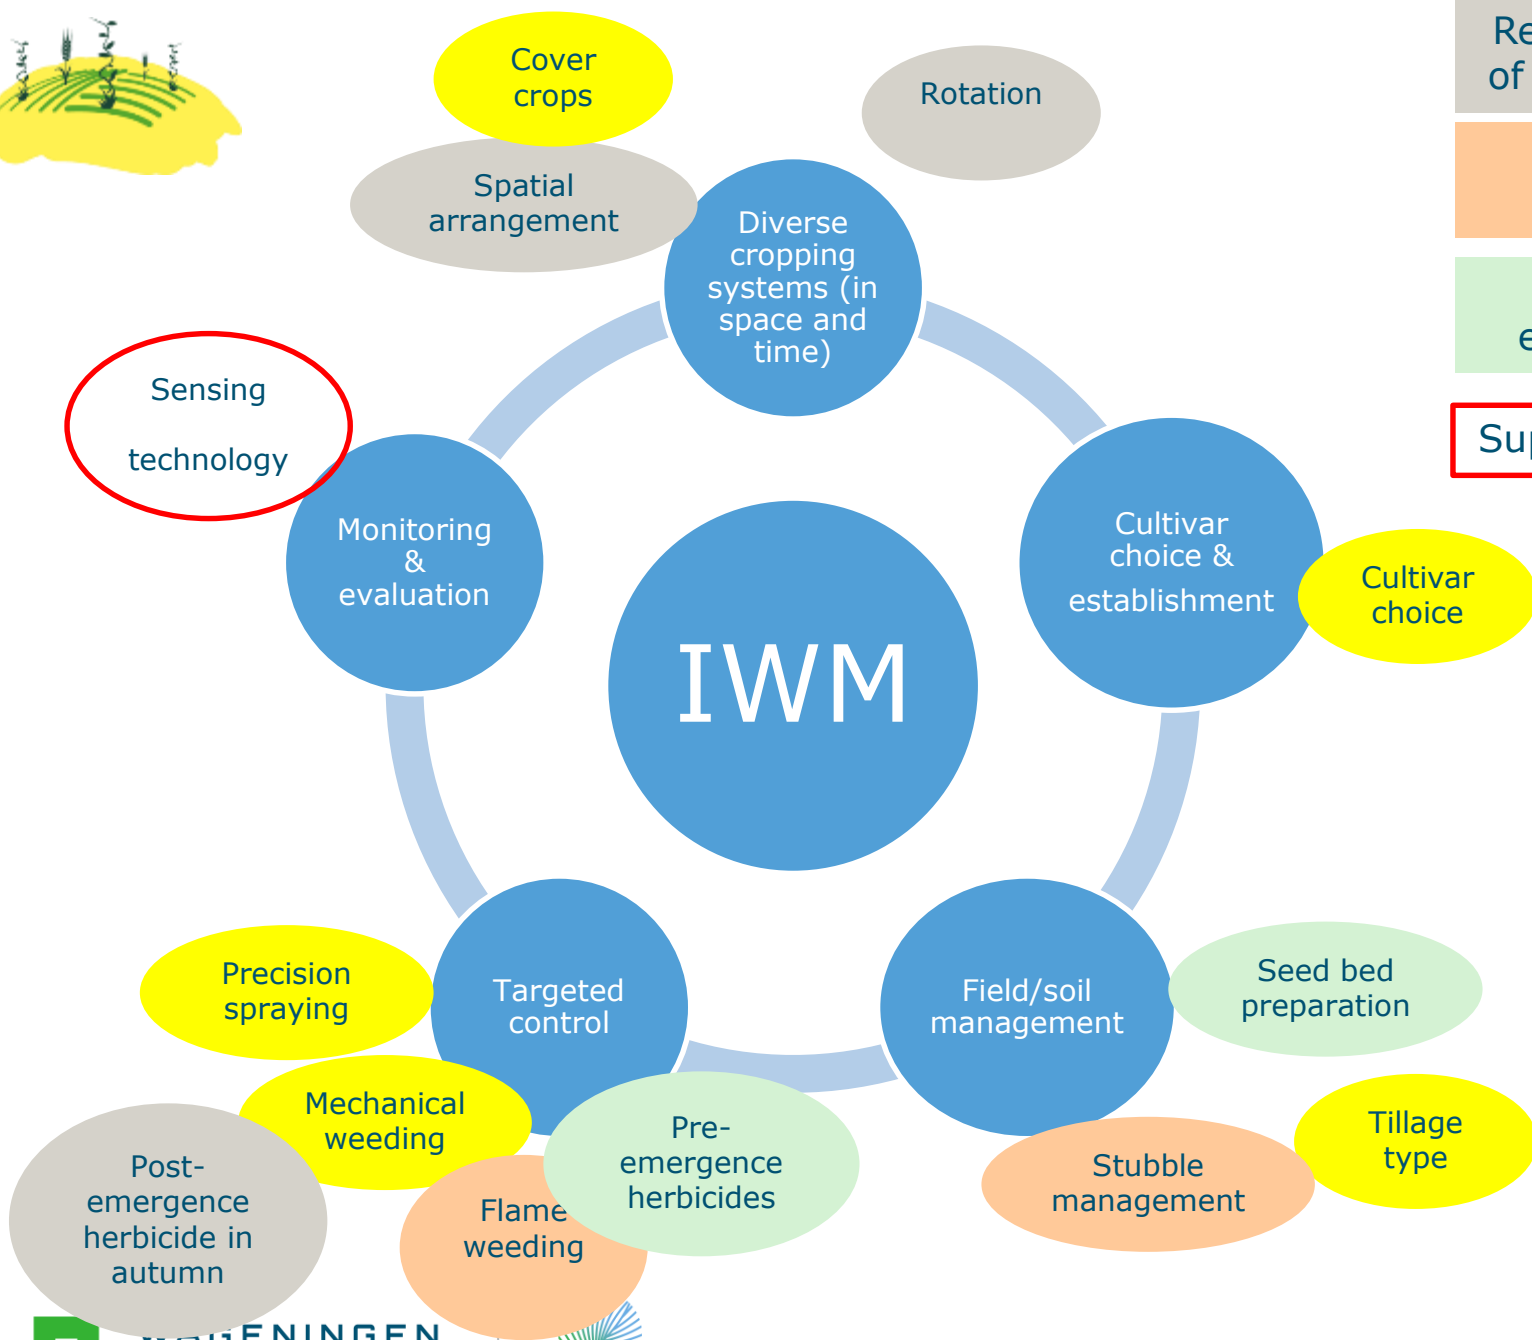 Cover
crops
Rotation
Spatial
arrangement
Diverse
cropping
systems (in
space and
time)
Sensing
technology
Monitoring
&
evaluation
Cultivar
choice &
establishment
Cultivar
choice
IWM
Precision
spraying
Targeted
control
Field/soil
management
Seed bed
preparation
Mechanical
weeding
Pre-
emergence
herbicides
Tillage
type
Stubble
management
Post-
emergence
herbicide in
autumn
Flame
weeding
of
WAGENINGEN